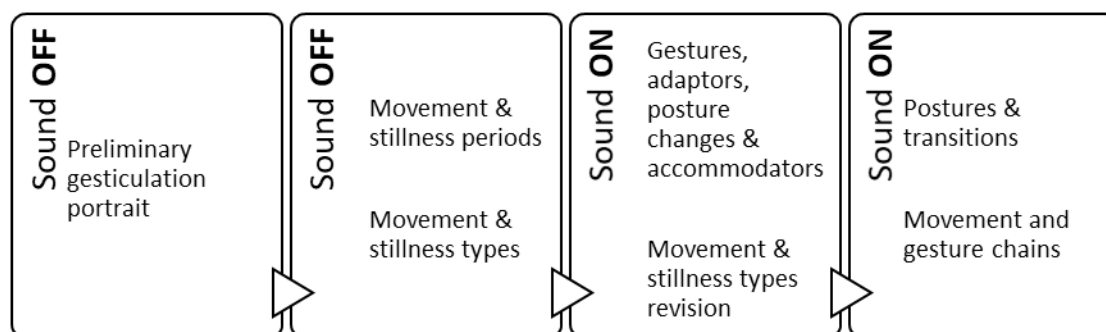 Sound OFF
Preliminary
gesticulation
portrait
Sound OFF
Movement &
stillness periods
Movement &
stillness types
Sound ON
Gestures,
adaptors,
posture
changes &
accommodators
Movement &
stillness types
revision
Sound ON
Postures &
transitions
Movement and
gesture chains